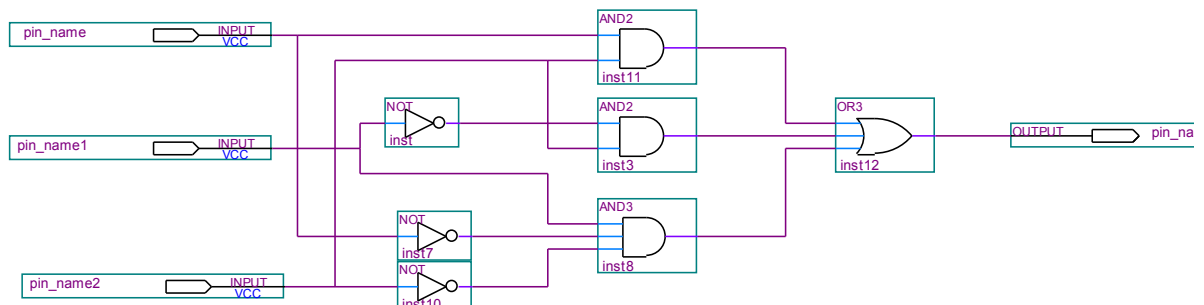 AND2
pin_name
INPUT
VCC
inst11
NOT
AND2
OR3
pin_name1
INPUT
VCC
inst
inst3
inst12
OUTPUT
pin_na
AND3
NOT
inst7
inst8
NOT
pin_name2
INPUT
VCC
inst10